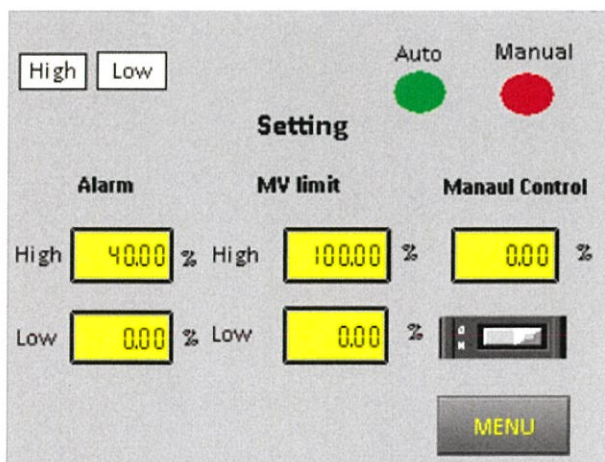 Auto Manual
High Low
Setting
Alarm MV limit Manaul Control
High 40.00 % High 100.00 % 0.00 %
Low 0.00 % Low 0.00 %
MENU